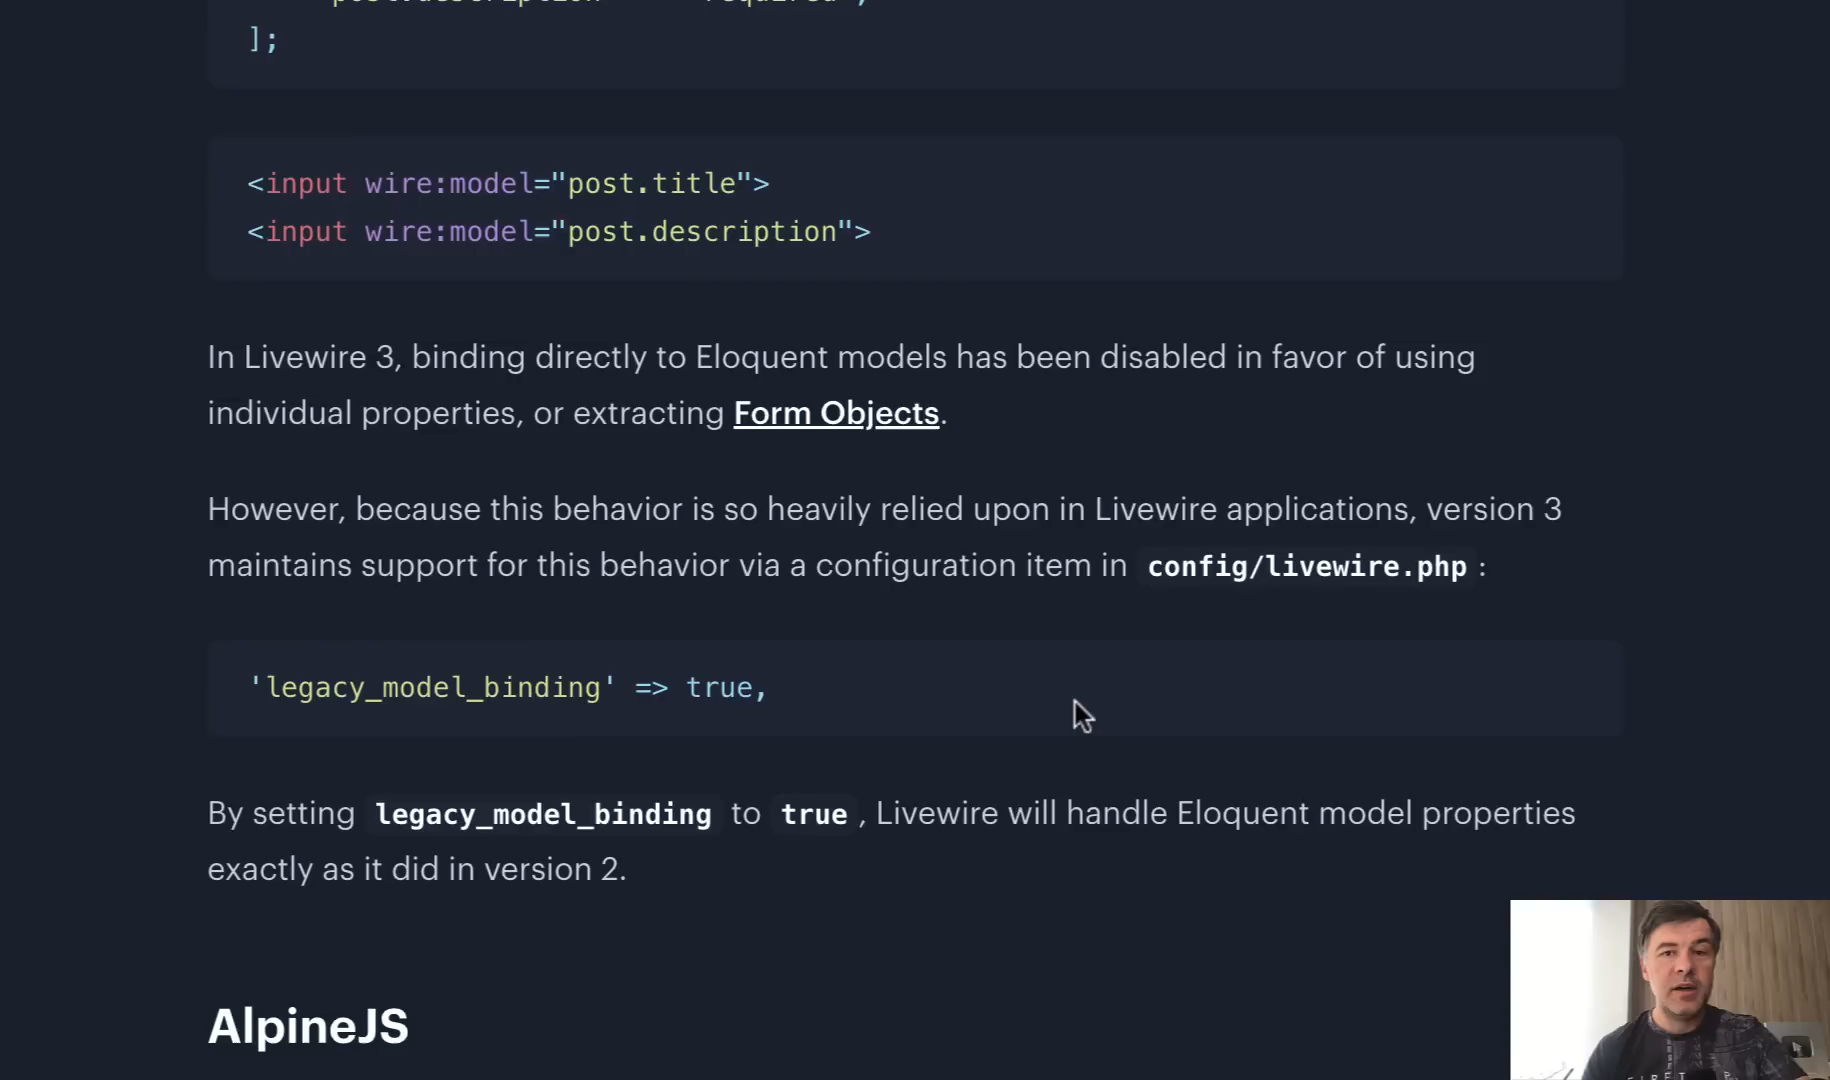 ];
<input wire:model="post.title">
<input wire:model="post.description">
In Livewire 3, binding directly to Eloquent models has been disabled in favor of using
individual properties, or extracting Form Objects.
However, because this behavior is so heavily relied upon in Livewire applications, version 3
maintains support for this behavior via a configuration item in config/livewire.php :
'legacy_model_binding' => true,
By setting legacy_model_binding to true , Livewire will handle Eloquent model properties
exactly as it did in version 2.
AlpineJS